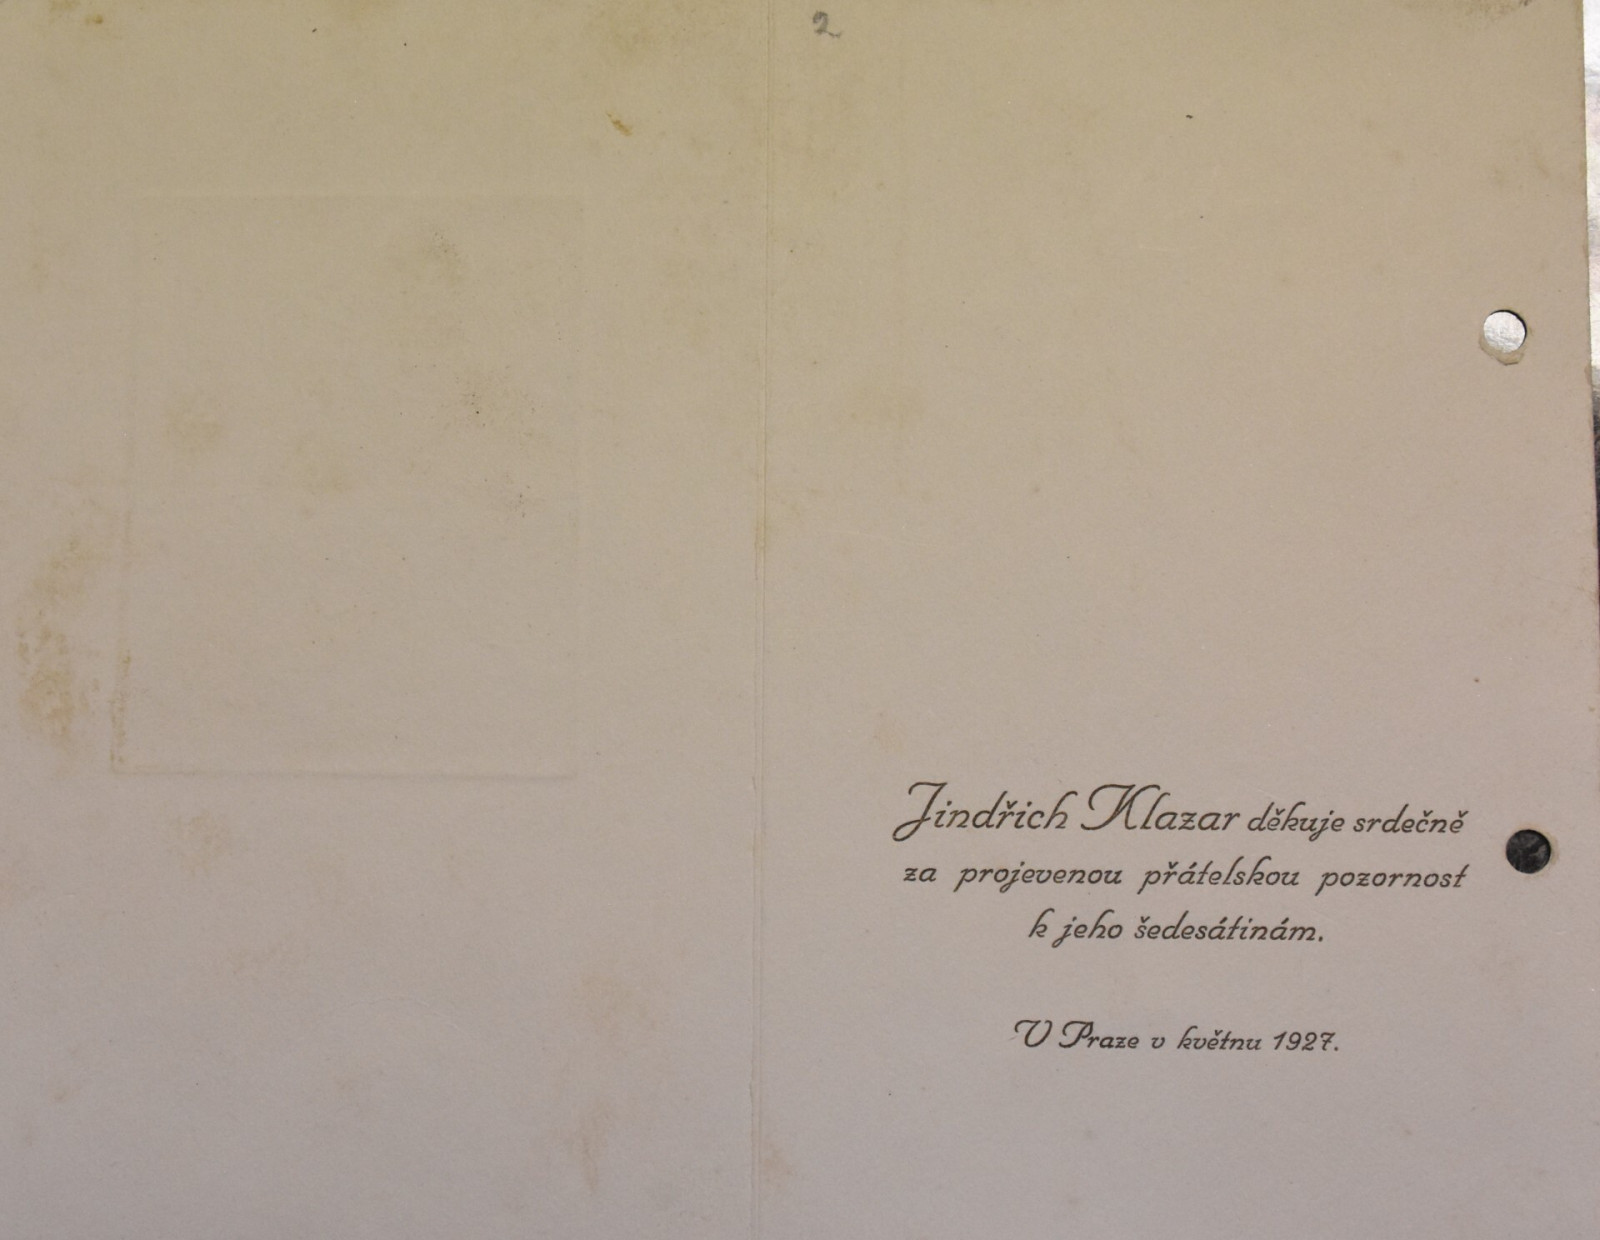 2
Jindřich Klazar děkuje srdečně
za projevenou přátelskou pozornost
k jeho šedesátinám.
V Praze v květnu 1927.